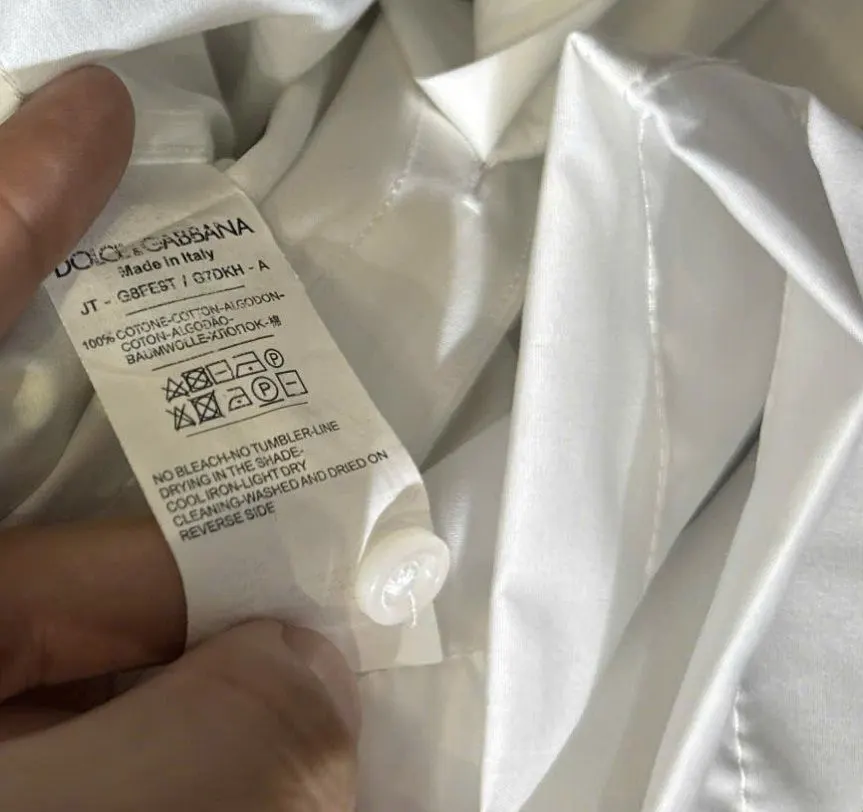 DOLCE & GABBANA
Made in Italy
JT - G8FEST / G7DKH - A
100% COTONE-COTTON-ALGODON-
COTON-ALGODÃO-
BAUMWOLLE-ХЛОПОК-棉
P
P
NO BLEACH-NO TUMBLER-LINE
DRYING IN THE SHADE-
COOL IRON-LIGHT DRY
CLEANING-WASHED AND DRIED ON
REVERSE SIDE